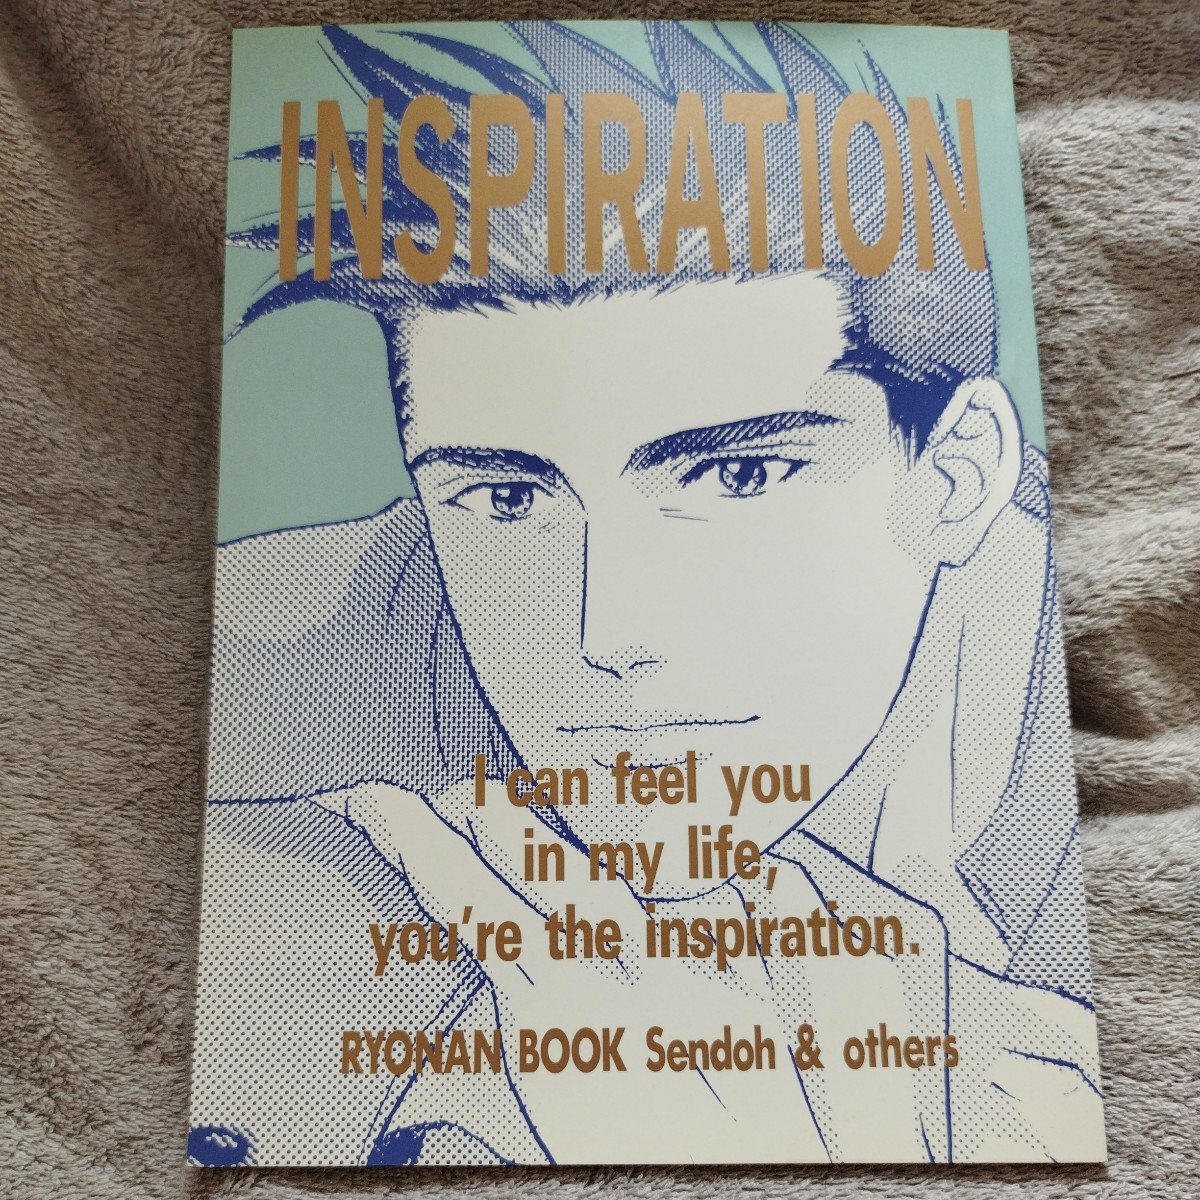 INSPIRATION
I can feel you
in my life,
you're the inspiration.
RYONAN BOOK Sendoh & others